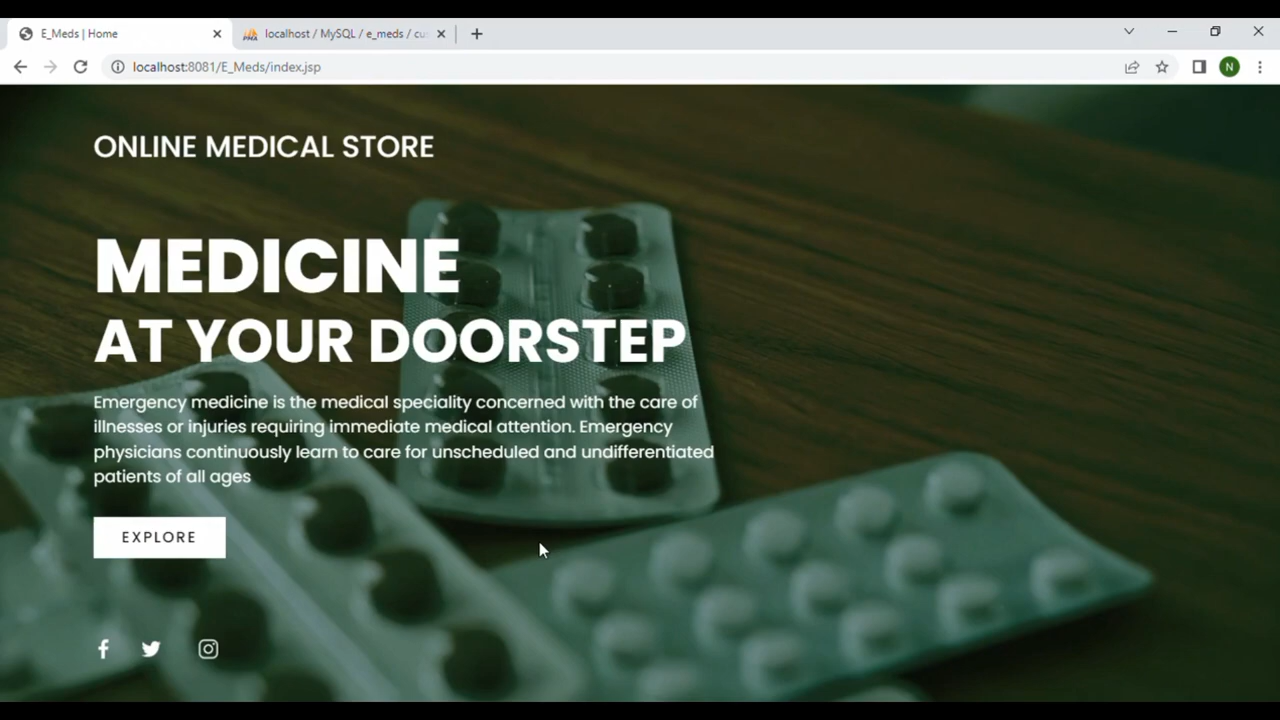 E_Meds | Home
localhost / MySQL / e_meds / cu
localhost:8081/E_Meds/index.jsp
N
ONLINE MEDICAL STORE
MEDICINE
AT YOUR DOORSTEP
Emergency medicine is the medical speciality concerned with the care of
illnesses or injuries requiring immediate medical attention. Emergency
physicians continuously learn to care for unscheduled and undifferentiated
patients of all ages
EXPLORE